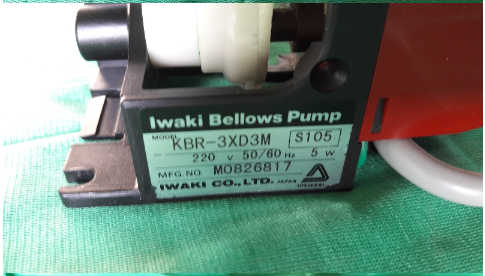 Iwaki Bellows Pump
MODEL KBR-3XD3M S105
220 V 50/60 Hz 5 W
MFG. NO M0826817
IWAKI CO., LTD. JAPAN